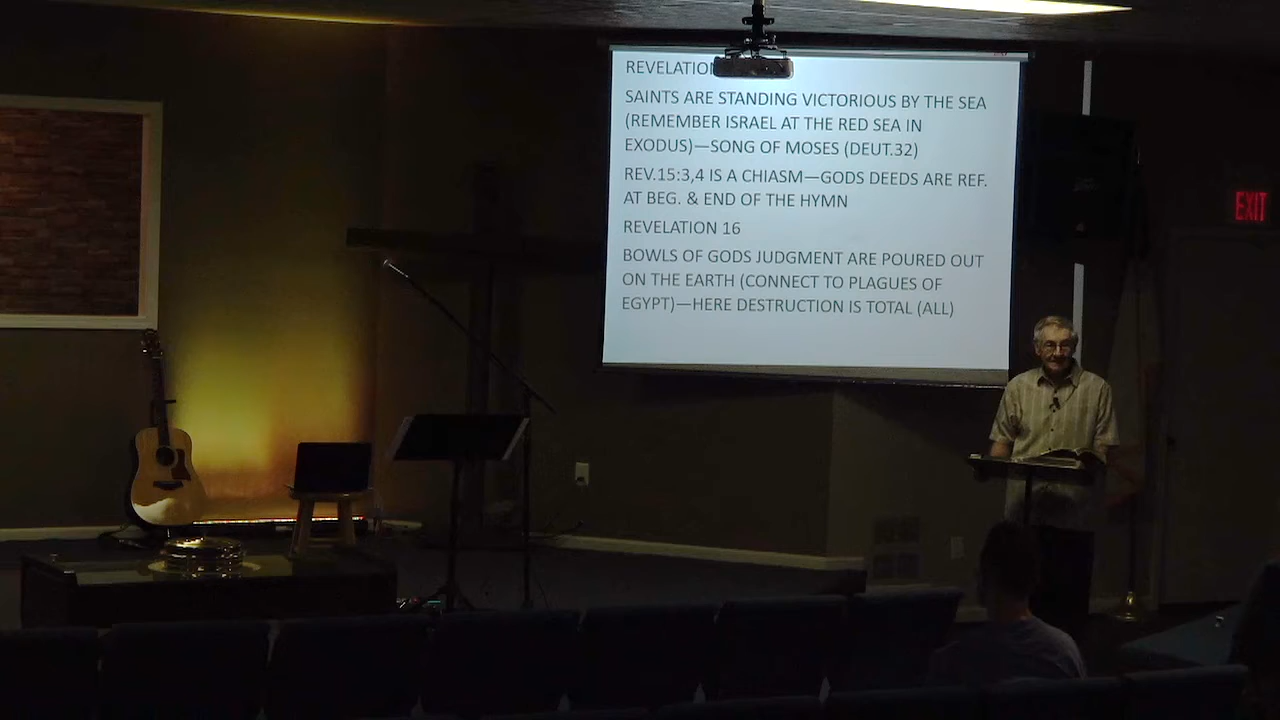 REVELATION
SAINTS ARE STANDING VICTORIOUS BY THE SEA
(REMEMBER ISRAEL AT THE RED SEA IN
EXODUS)—SONG OF MOSES (DEUT.32)
REV.15:3,4 IS A CHIASM—GODS DEEDS ARE REF.
AT BEG. & END OF THE HYMN
REVELATION 16
BOWLS OF GODS JUDGMENT ARE POURED OUT
ON THE EARTH (CONNECT TO PLAGUES OF
EGYPT)—HERE DESTRUCTION IS TOTAL (ALL)
EXIT